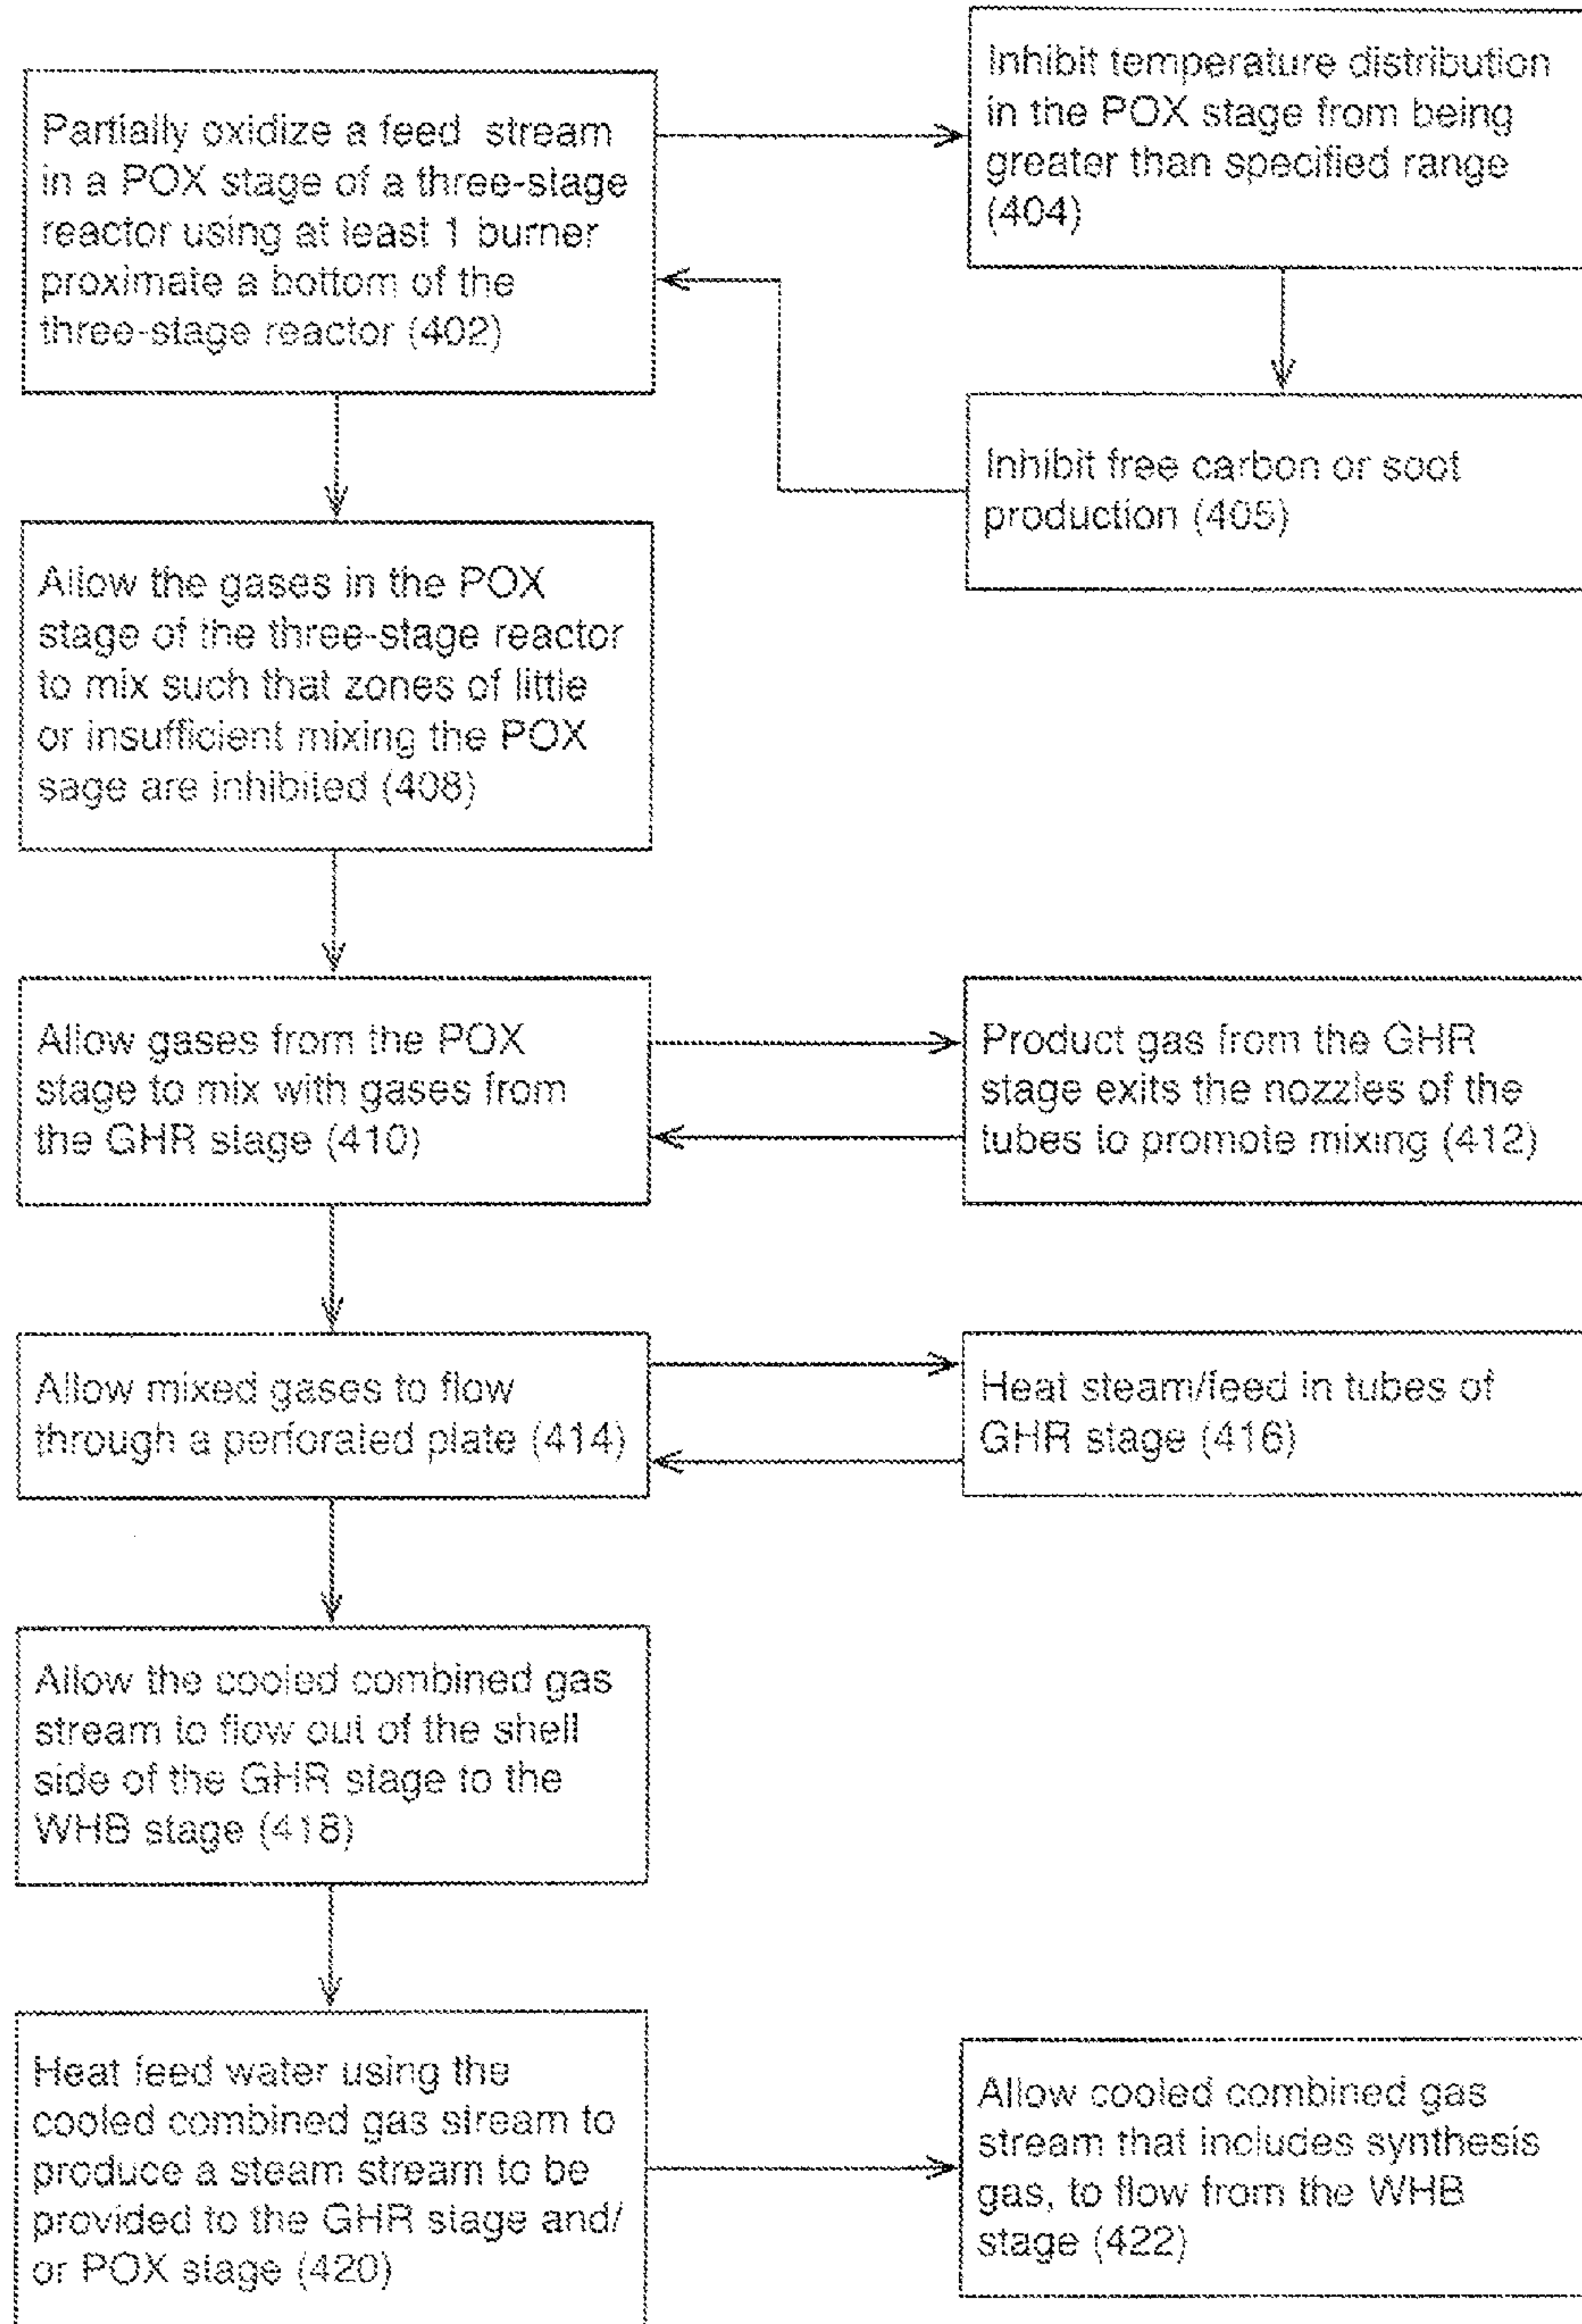 Partially oxidize a feed stream
in a POX stage of a three-stage
reactor using at least 1 burner
proximate a bottom of the
three-stage reactor (402)
Inhibit temperature distribution
in the POX stage from being
greater than specified range
(404)
Inhibit free carbon or soot
production (405)
Allow the gases in the POX
stage of the three-stage reactor
to mix such that zones of little
or insufficient mixing the POX
sage are inhibited (408)
Allow gases from the POX
stage to mix with gases from
the GHR stage (410)
Product gas from the GHR
stage exits the nozzles of the
tubes to promote mixing (412)
Allow mixed gases to flow
through a perforated plate (414)
Heat steam/feed in tubes of
GHR stage (416)
Allow the cooled combined gas
stream to flow out of the shell
side of the GHR stage to the
WHB stage (418)
Heat feed water using the
cooled combined gas stream to
produce a steam stream to be
provided to the GHR stage and/
or POX stage (420)
Allow cooled combined gas
stream that includes synthesis
gas, to flow from the WHB
stage (422)